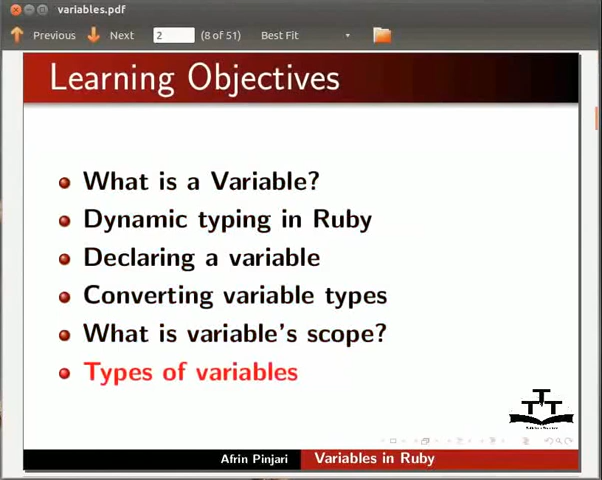 variables.pdf
Previous Next 2 (8 of 51) Best Fit
Learning Objectives
What is a Variable?
Dynamic typing in Ruby
Declaring a variable
Converting variable types
What is variable's scope?
Types of variables
Afrin Pinjari Variables in Ruby